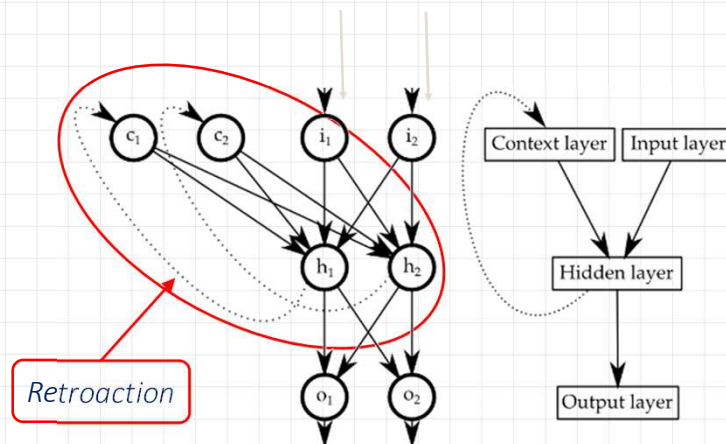 c₁
c₂
i₁
i₂
Context layer
Input layer
h₁
h₂
Hidden layer
Retroaction
o₁
o₂
Output layer